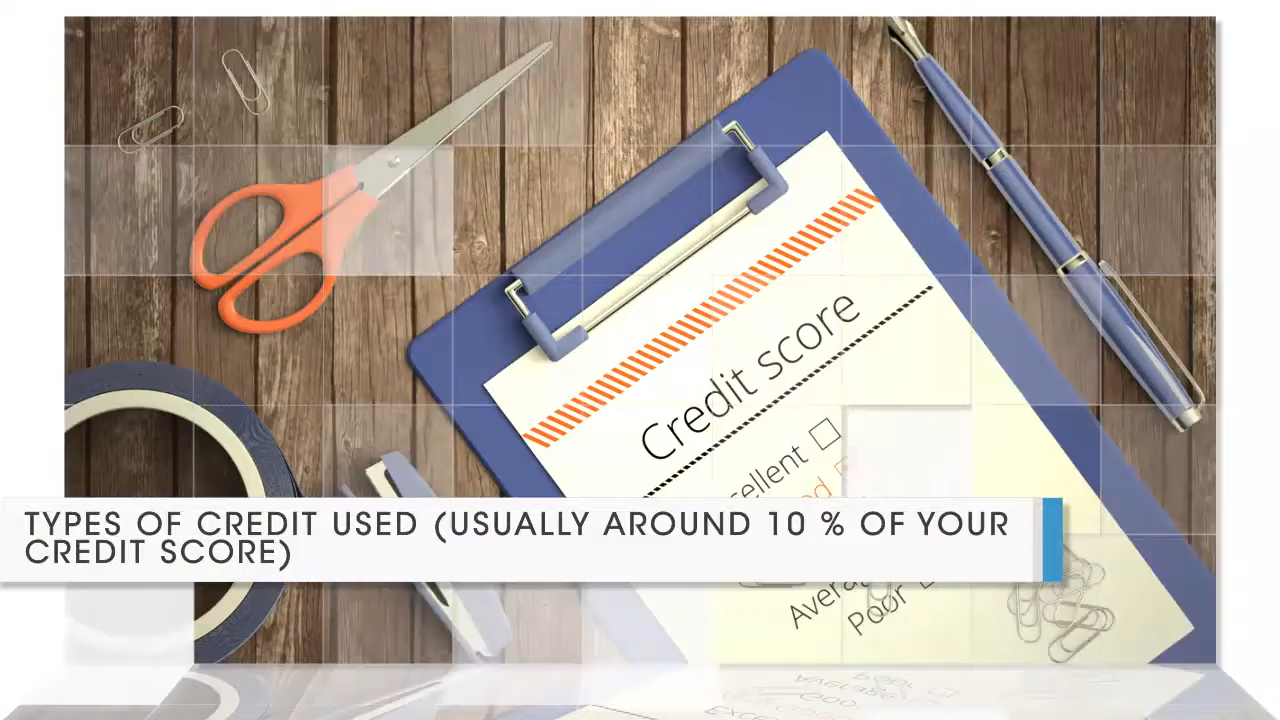 Credit score
TYPES OF CREDIT USED (USUALLY AROUND 10 % OF YOUR
CREDIT SCORE)
Poor